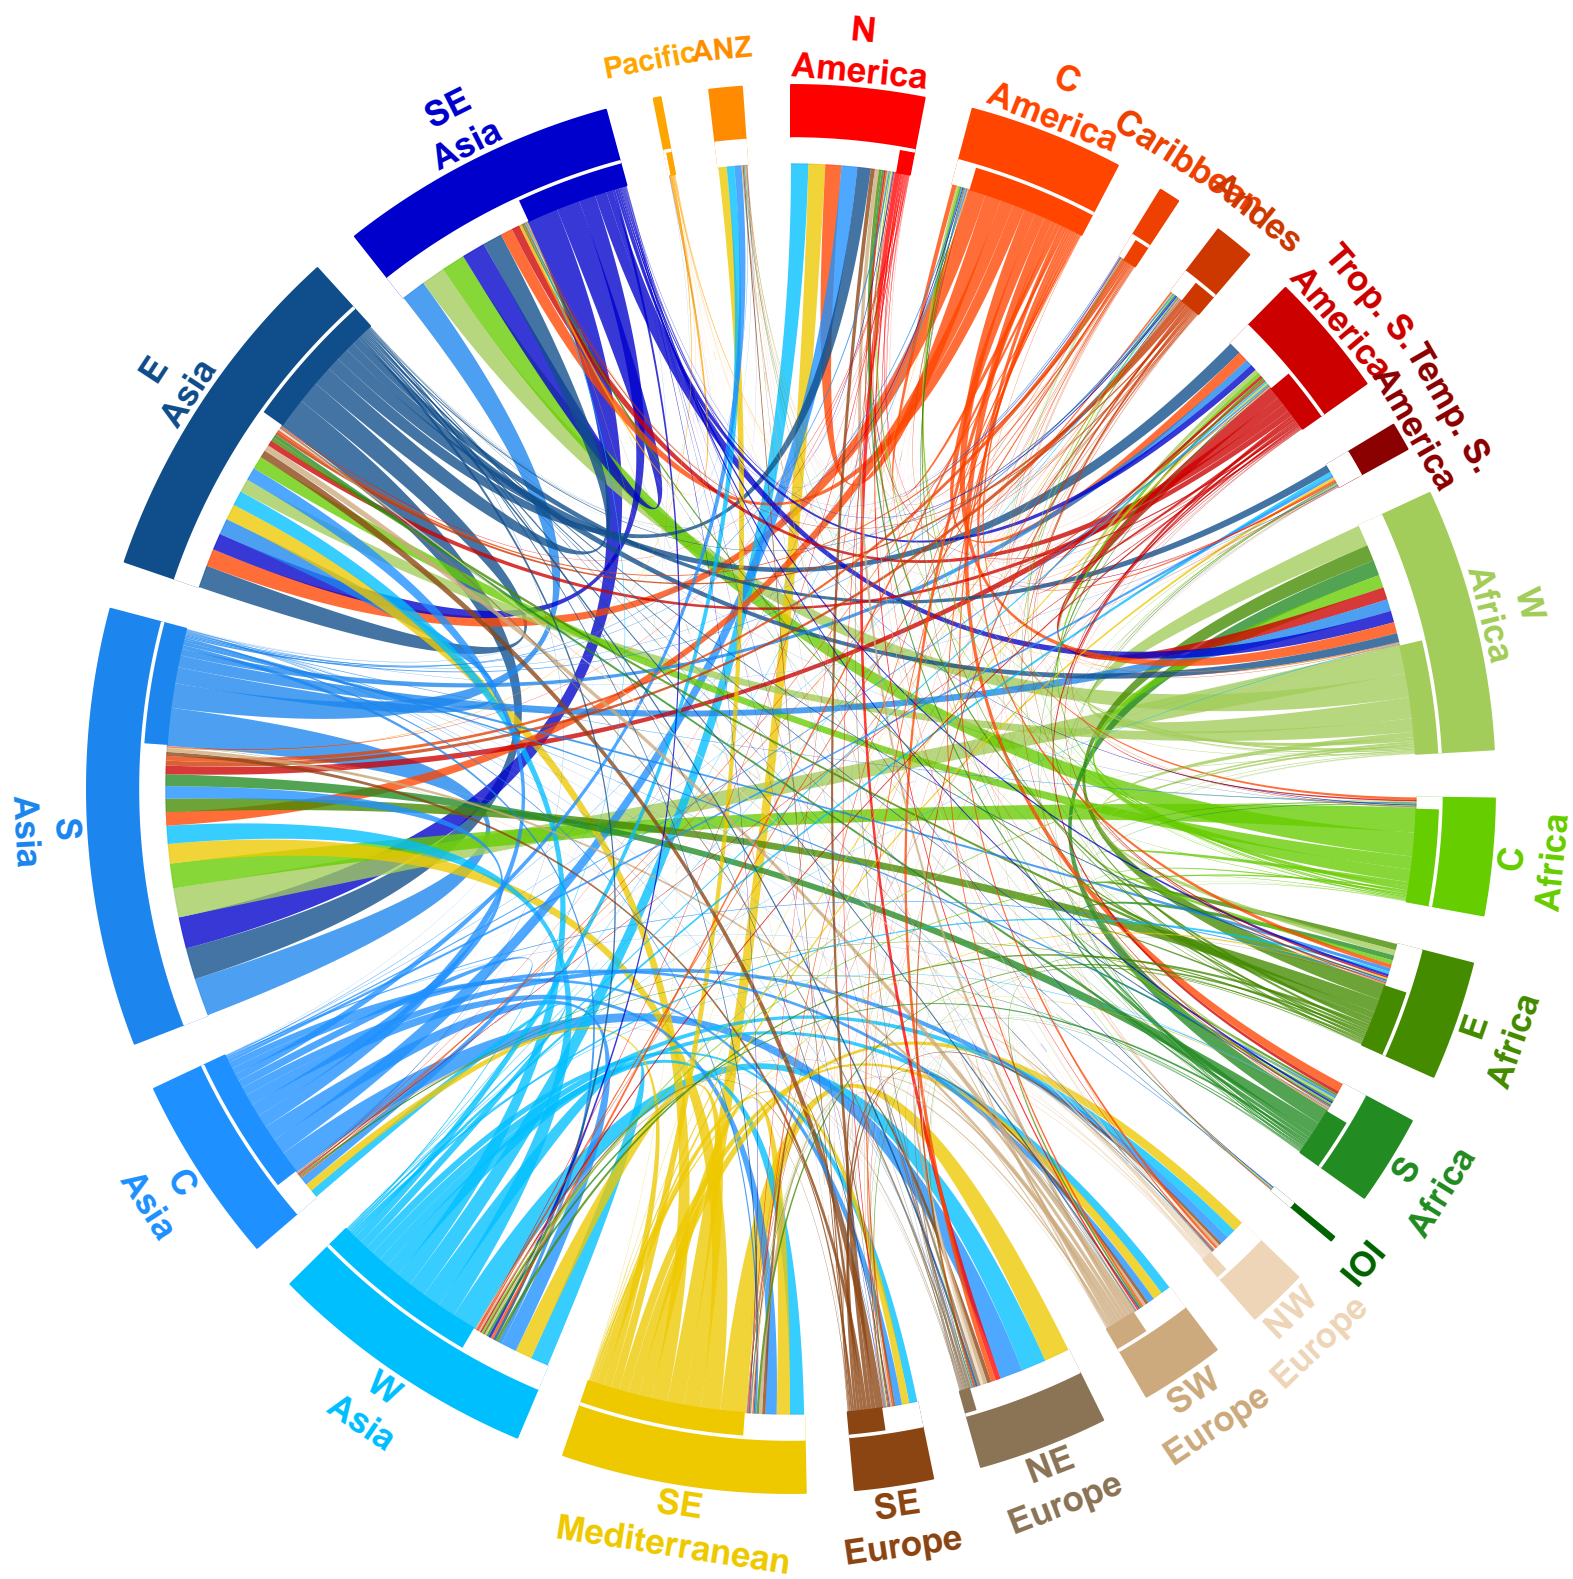 N
America
C
America
Caribbean
Andes
Trop. S.
America
Temp. S.
America
W
Africa
C
Africa
E
Africa
S
Africa
IOI
NW
Europe
SW
Europe
NE
Europe
SE
Europe
SE
Mediterranean
W
Asia
C
Asia
S
Asia
E
Asia
SE
Asia
Pacific
ANZ